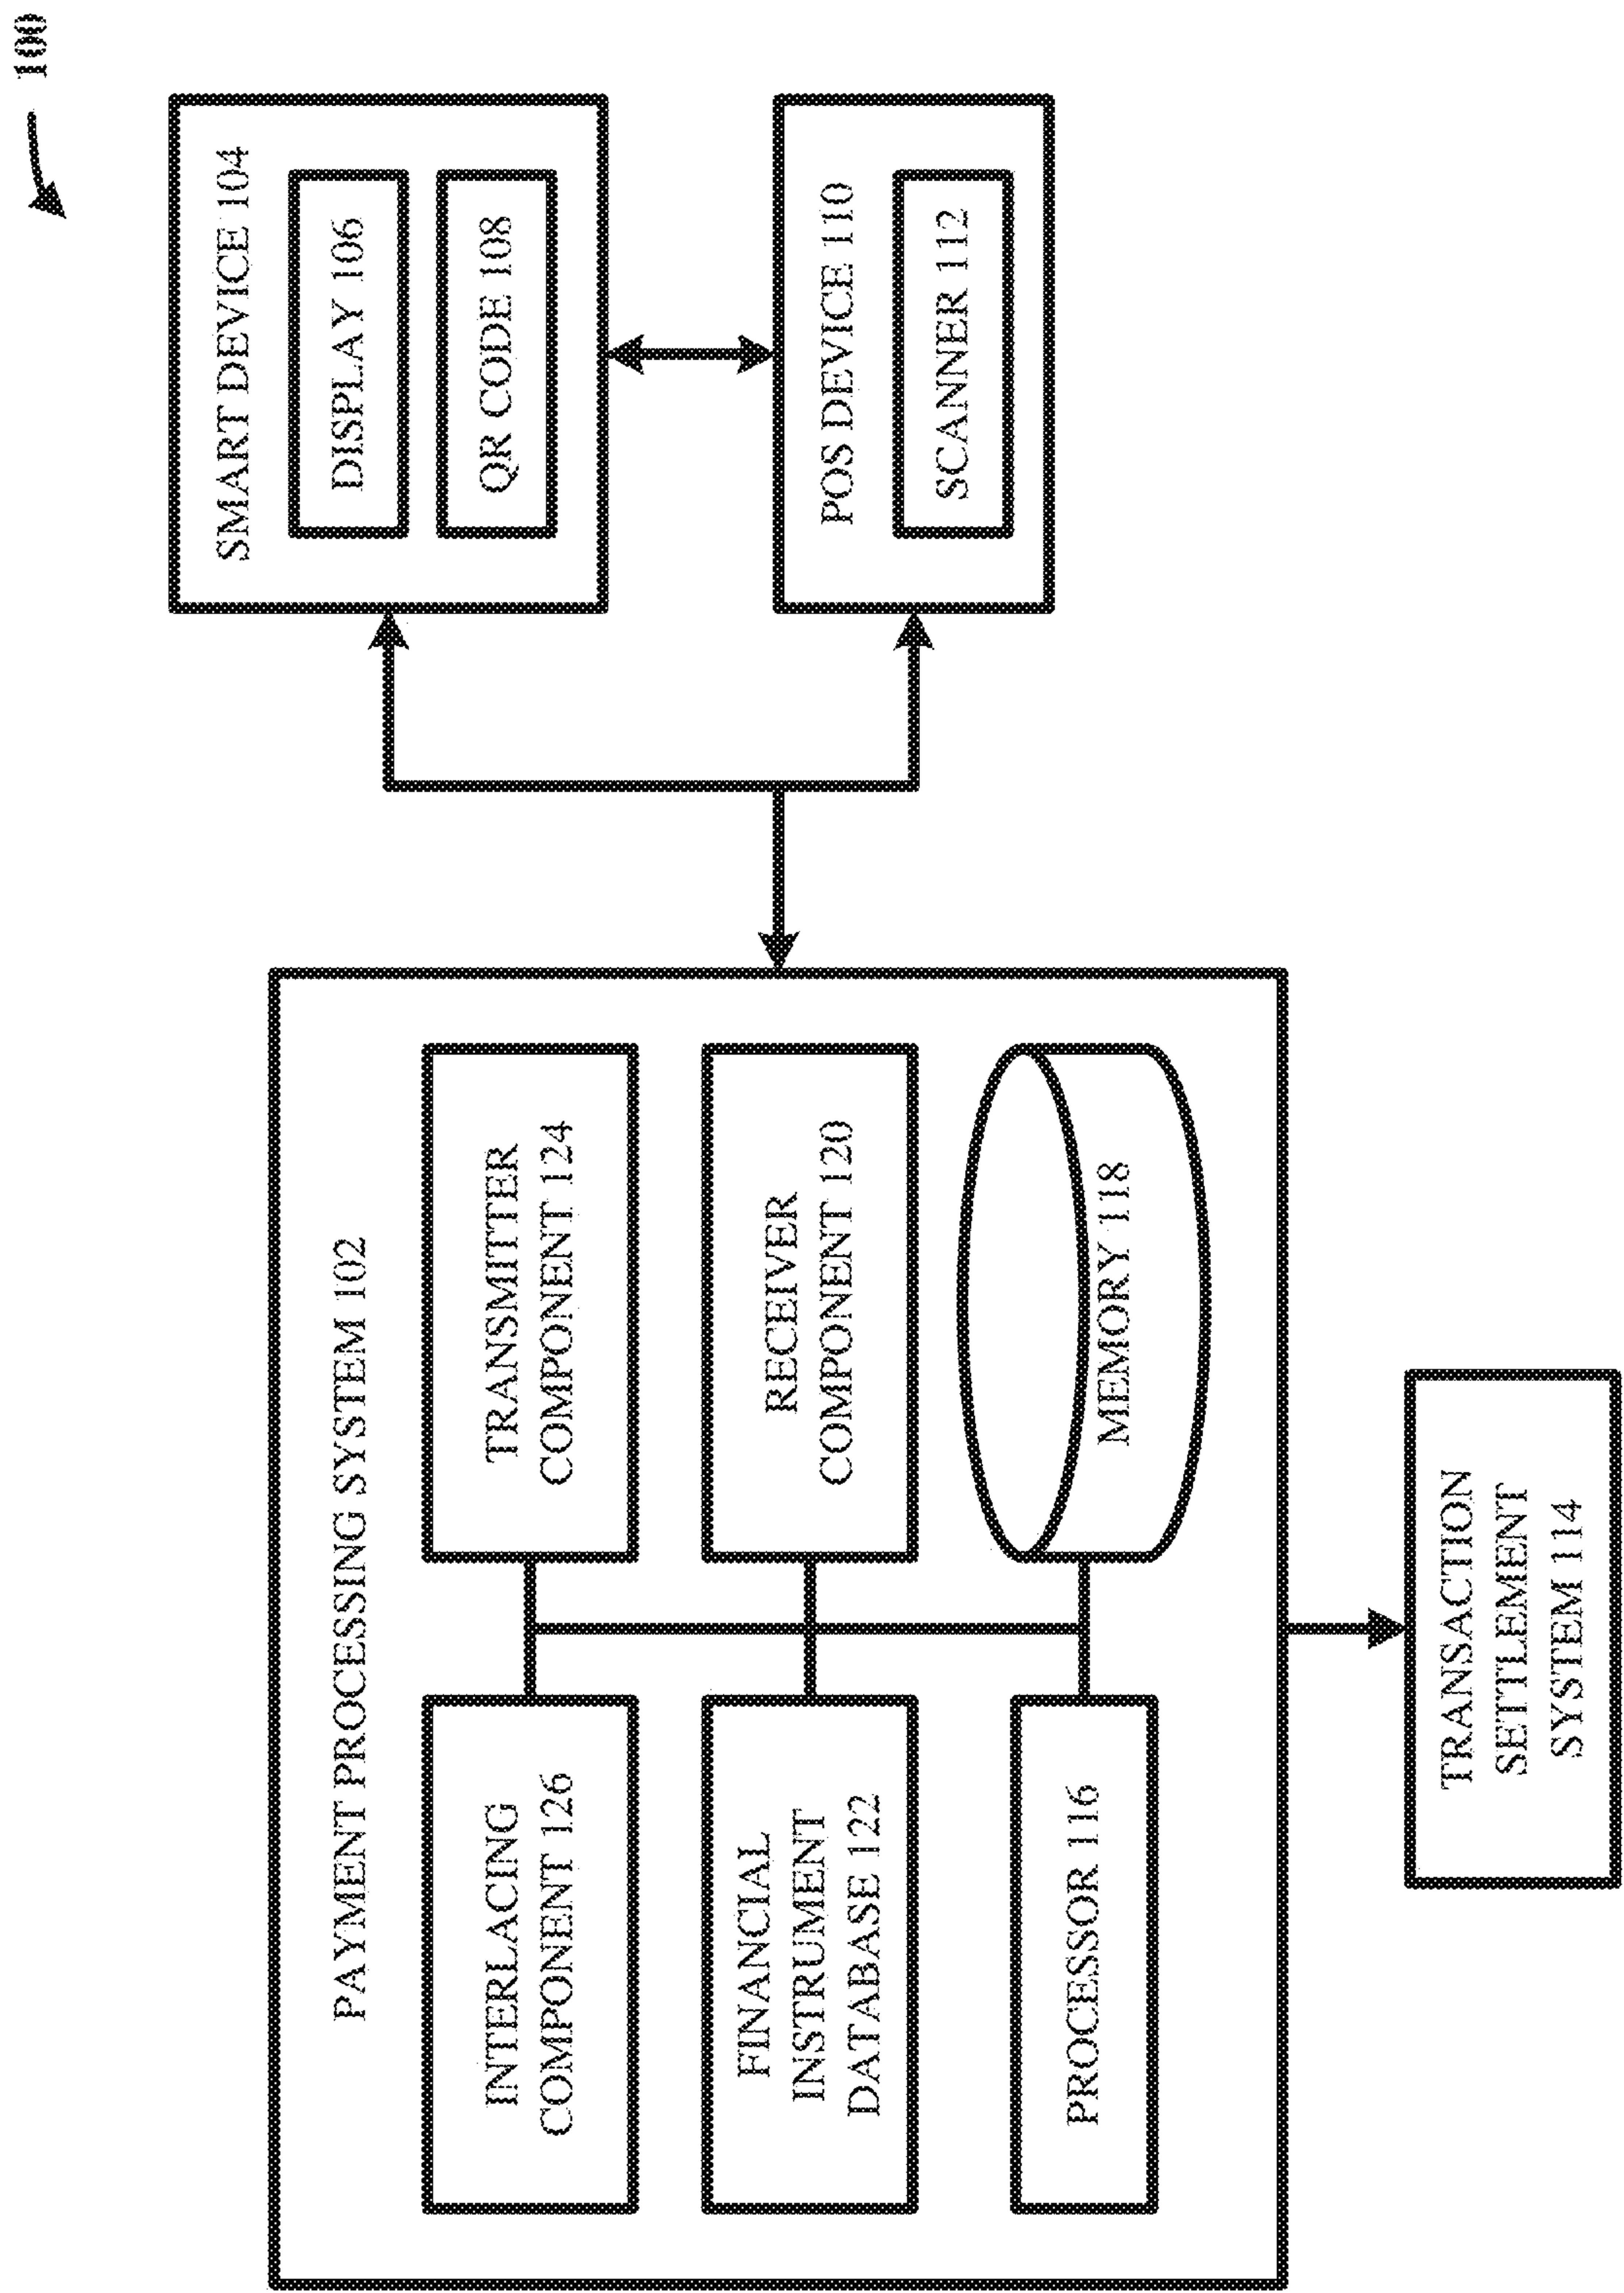 100
PAYMENT PROCESSING SYSTEM 102
INTERLACING
COMPONENT 126
TRANSMITTER
COMPONENT 124
FINANCIAL
INSTRUMENT
DATABASE 122
RECEIVER
COMPONENT 120
PROCESSOR 116
MEMORY 118
SMART DEVICE 104
DISPLAY 106
QR CODE 108
POS DEVICE 110
SCANNER 112
TRANSACTION
SETTLEMENT
SYSTEM 114